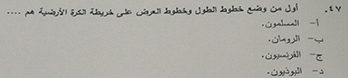 ٤٧. أول من وضع خطوط الطول وخطوط العرض على خريطة الكرة الأرضية هم ....
أ- المسلمون.
ب- الرومان.
ج- الفرنسيون.
د- البوذيون.